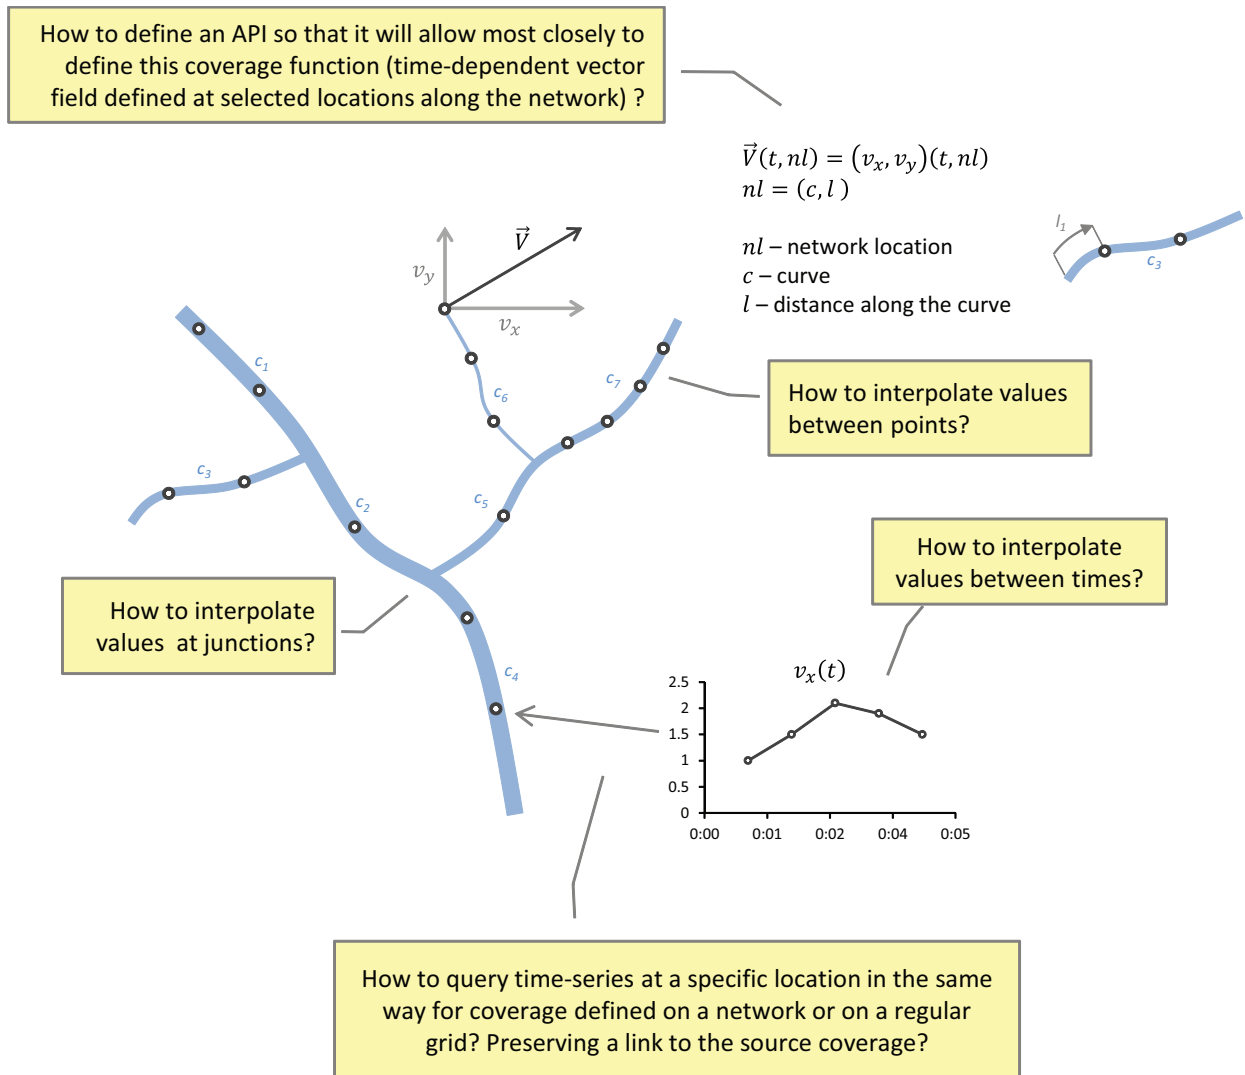 How to define an API so that it will allow most closely to
define this coverage function (time-dependent vector
field defined at selected locations along the network) ?
V⃗(t, nl) = (vₓ, v_y)(t, nl)
nl = (c, l )
nl – network location
c – curve
l – distance along the curve
l₁
c₃
V⃗
v_y
vₓ
c₁
c₆
c₇
c₃
c₂
c₅
c₄
How to interpolate values
between points?
How to interpolate
values between times?
How to interpolate
values at junctions?
vₓ(t)
2.5
2
1.5
1
0.5
0
0:00 0:01 0:02 0:04 0:05
How to query time-series at a specific location in the same
way for coverage defined on a network or on a regular
grid? Preserving a link to the source coverage?